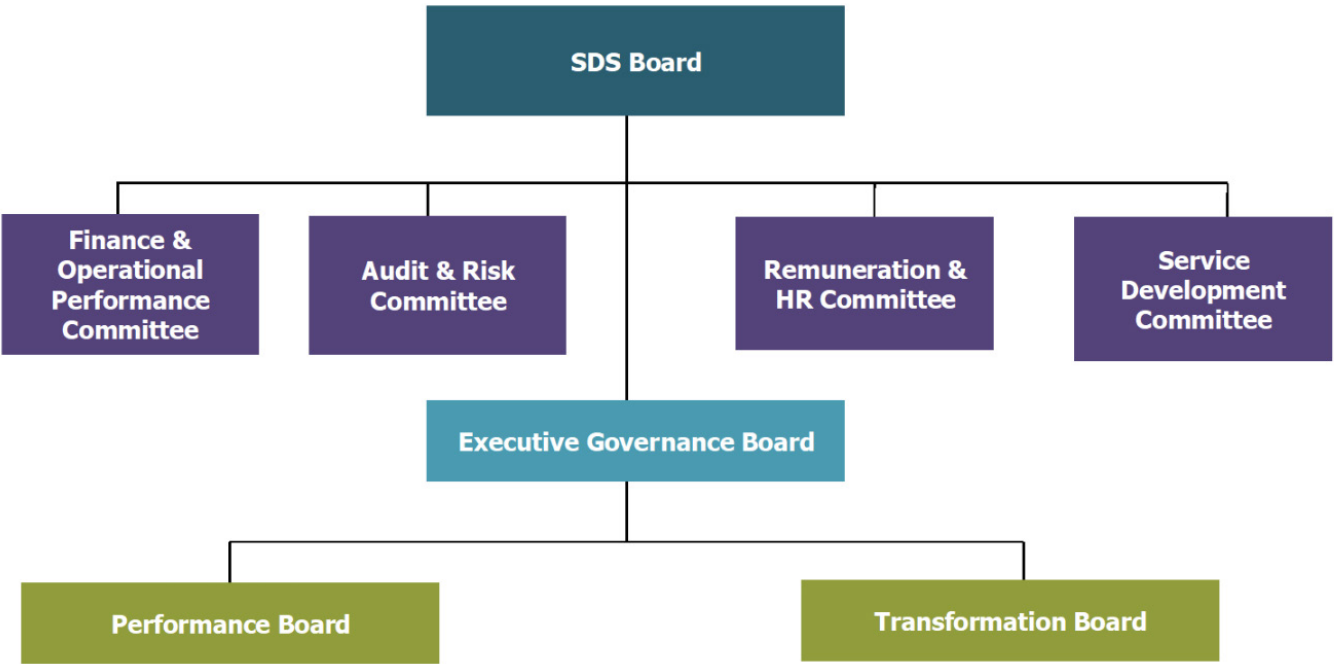 SDS Board
Finance &
Operational
Performance
Committee
Audit & Risk
Committee
Remuneration &
HR Committee
Service
Development
Committee
Executive Governance Board
Performance Board
Transformation Board